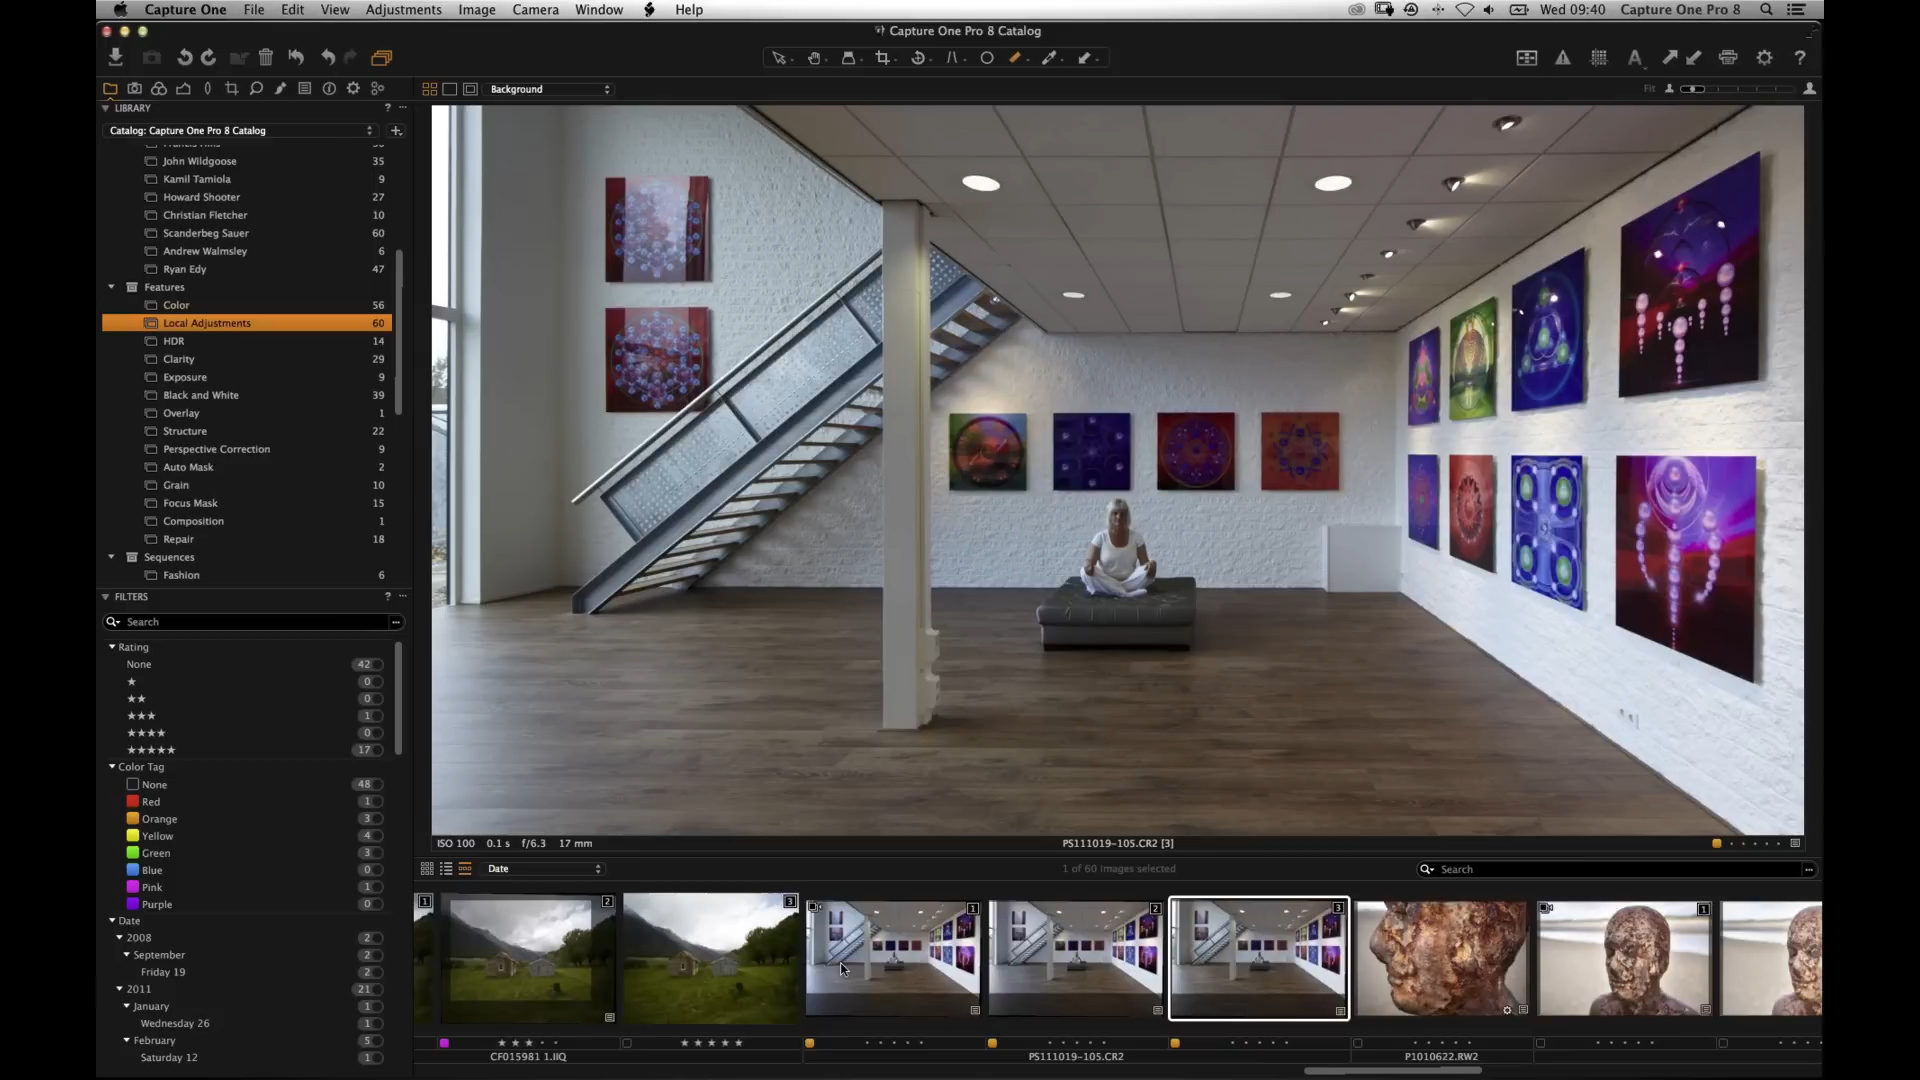 Capture One File Edit View Adjustments Image Camera Window Help Wed 09:40 Capture One Pro 8
Capture One Pro 8 Catalog
Background
Fit
LIBRARY ?
Catalog: Capture One Pro 8 Catalog
John Wildgoose 35
Kamil Tamiola 9
Howard Shooter 27
Christian Fletcher 10
Scanderbeg Sauer 60
Andrew Walmsley 6
Ryan Edy 47
Features
Color 56
Local Adjustments 60
HDR 14
Clarity 29
Exposure 9
Black and White 39
Overlay 1
Structure 22
Perspective Correction 9
Auto Mask 2
Grain 10
Focus Mask 15
Composition 1
Repair 18
Sequences
Fashion 6
FILTERS ?
Search
Rating
None 42
★ 0
★★ 0
★★★ 1
★★★★ 0
★★★★★ 17
Color Tag
None 48
Red 1
Orange 3
Yellow 4
Green 3
Blue 0
Pink 1
Purple 0
Date
2008 2
September 2
Friday 19 2
2011 21
January 1
Wednesday 26 1
February 5
Saturday 12 1
ISO 100 0.1 s f/6.3 17 mm PS111019-105.CR2 [3]
Date 1 of 60 images selected Search
1 2 3 1 2 3 1
CF015981 1.IIQ PS111019-105.CR2 P1010622.RW2